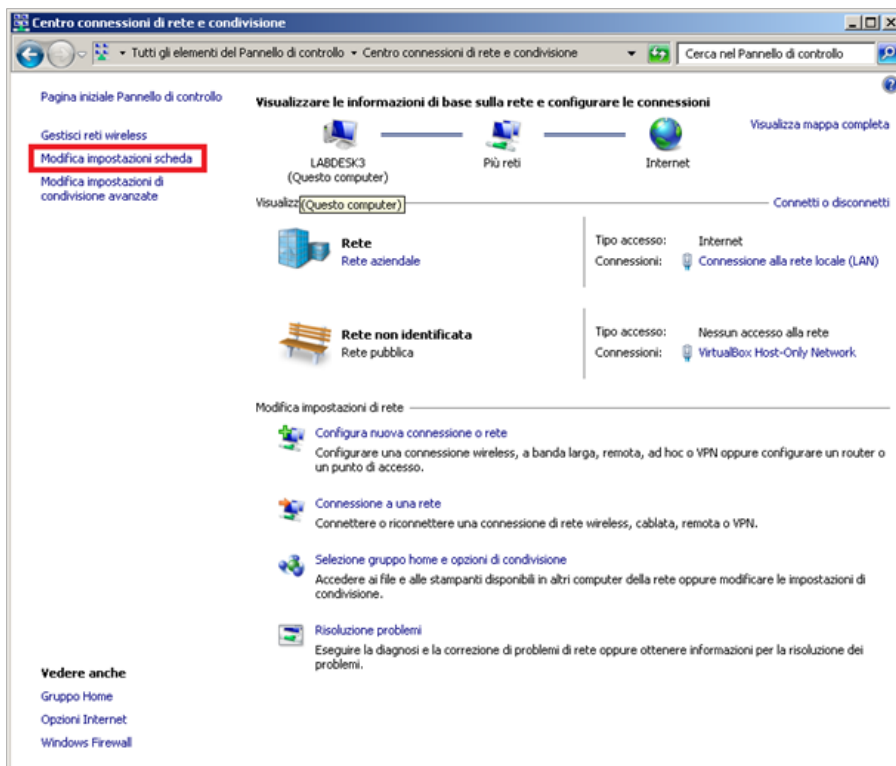 Centro connessioni di rete e condivisione
Tutti gli elementi del Pannello di controllo
Centro connessioni di rete e condivisione
Cerca nel Pannello di controllo
Pagina iniziale Pannello di controllo
Gestisci reti wireless
Modifica impostazioni scheda
Modifica impostazioni di
condivisione avanzate
Visualizzare le informazioni di base sulla rete e configurare le connessioni
Visualizza mappa completa
LABDESK3
(Questo computer)
Più reti
Internet
Visualizz
(Questo computer)
Connetti o disconnetti
Rete
Rete aziendale
Tipo accesso: Internet
Connessioni: Connessione alla rete locale (LAN)
Rete non identificata
Rete pubblica
Tipo accesso: Nessun accesso alla rete
Connessioni: VirtualBox Host-Only Network
Modifica impostazioni di rete
Configura nuova connessione o rete
Configurare una connessione wireless, a banda larga, remota, ad hoc o VPN oppure configurare un router o
un punto di accesso.
Connessione a una rete
Connettere o riconnettere una connessione di rete wireless, cablata, remota o VPN.
Selezione gruppo home e opzioni di condivisione
Accedere ai file e alle stampanti disponibili in altri computer della rete oppure modificare le impostazioni di
condivisione.
Risoluzione problemi
Eseguire la diagnosi e la correzione di problemi di rete oppure ottenere informazioni per la risoluzione dei
problemi.
Vedere anche
Gruppo Home
Opzioni Internet
Windows Firewall